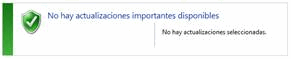 No hay actualizaciones importantes disponibles
No hay actualizaciones seleccionadas.